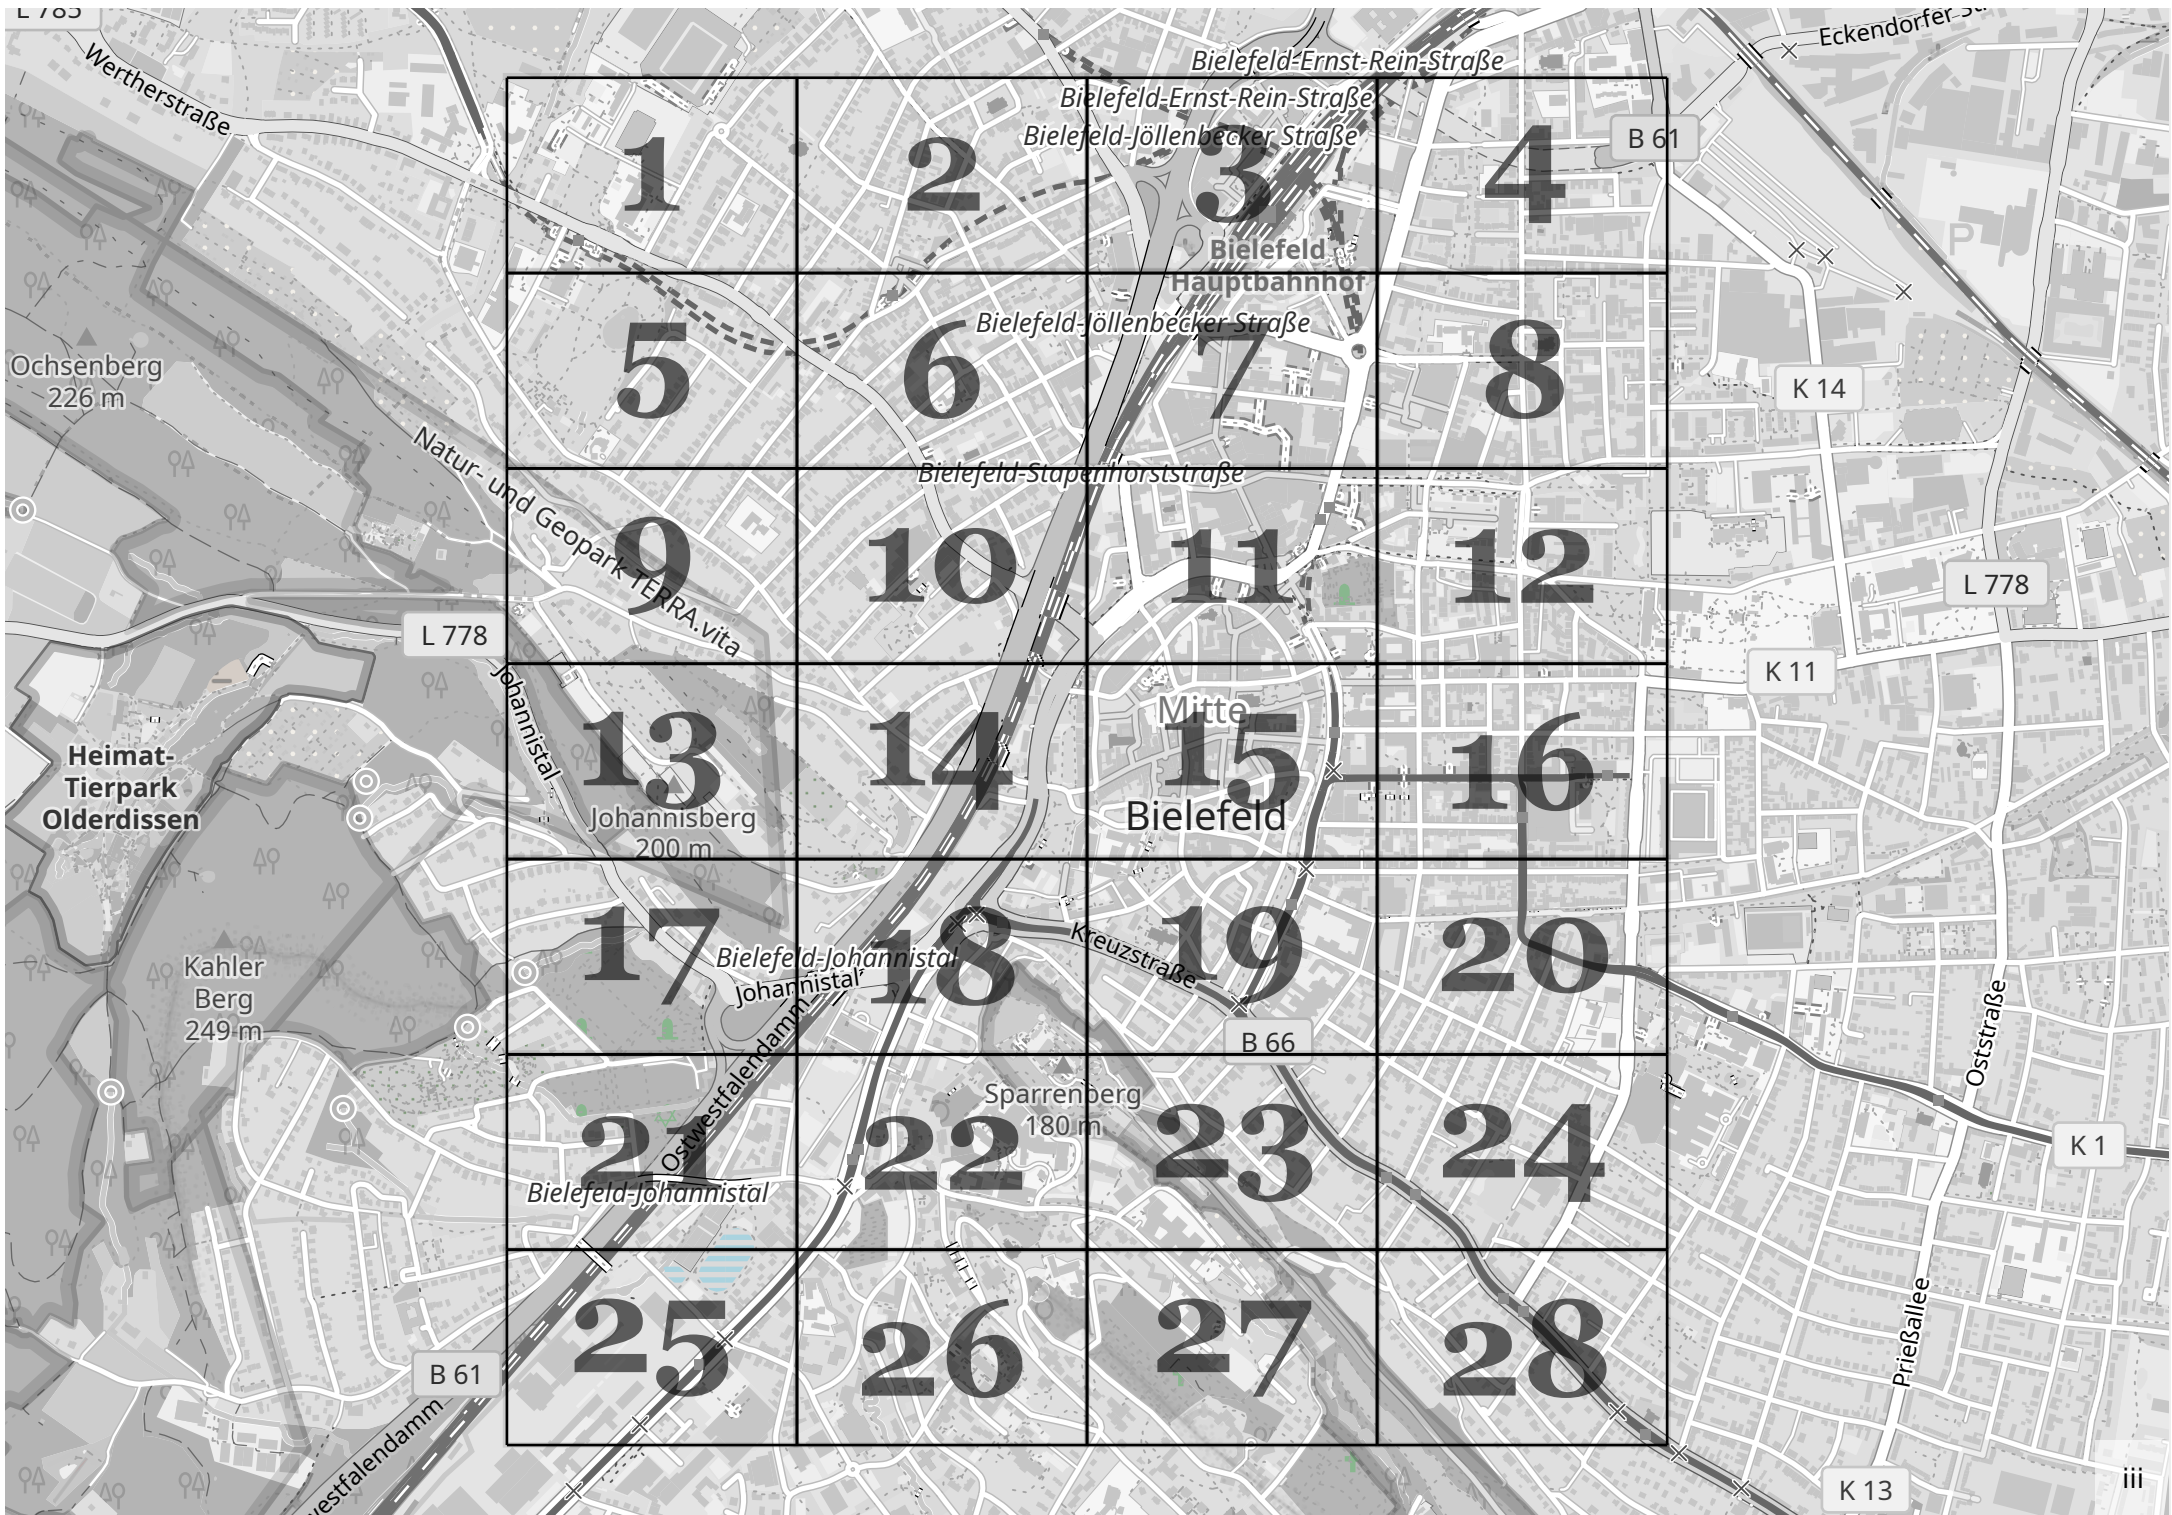 L 785
Wertherstraße
Eckendorfer Str
Bielefeld-Ernst-Rein-Straße
Bielefeld-Ernst-Rein-Straße
Bielefeld-Jöllenbecker Straße
B 61
1
2
3
4
P
Bielefeld
Hauptbahnhof
Bielefeld-Jöllenbecker Straße
Ochsenberg
226 m
5
6
7
8
K 14
Natur- und Geopark TERRA.vita
Bielefeld-Stapenhorststraße
9
10
11
12
L 778
L 778
K 11
Johannistal
Mitte
13
14
15
16
Heimat-
Tierpark
Olderdissen
Johannisberg
200 m
Bielefeld
17
18
19
20
Kreuzstraße
Bielefeld-Johannistal
Johannistal
Kahler
Berg
249 m
B 66
Oststraße
Ostwestfalendamm
Sparrenberg
180 m
21
22
23
24
K 1
Bielefeld-Johannistal
25
26
27
28
Prießallee
B 61
westfalendamm
K 13
iii